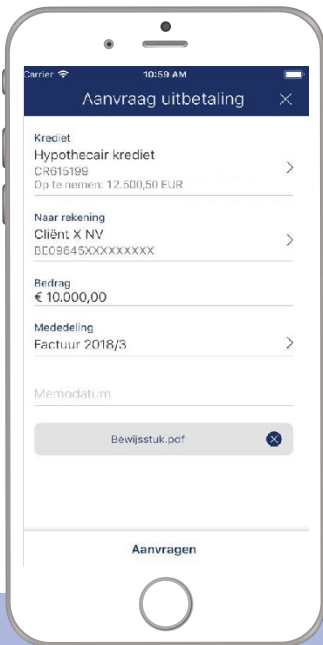 Carrier 10:59 AM
Aanvraag uitbetaling
Krediet
Hypothecair krediet
CR615199
Op te nemen: 12.500,50 EUR
Naar rekening
Cliënt X NV
BE09645XXXXXXXXX
Bedrag
€ 10.000,00
Mededeling
Factuur 2018/3
Memodatum
Bewijsstuk.pdf
Aanvragen